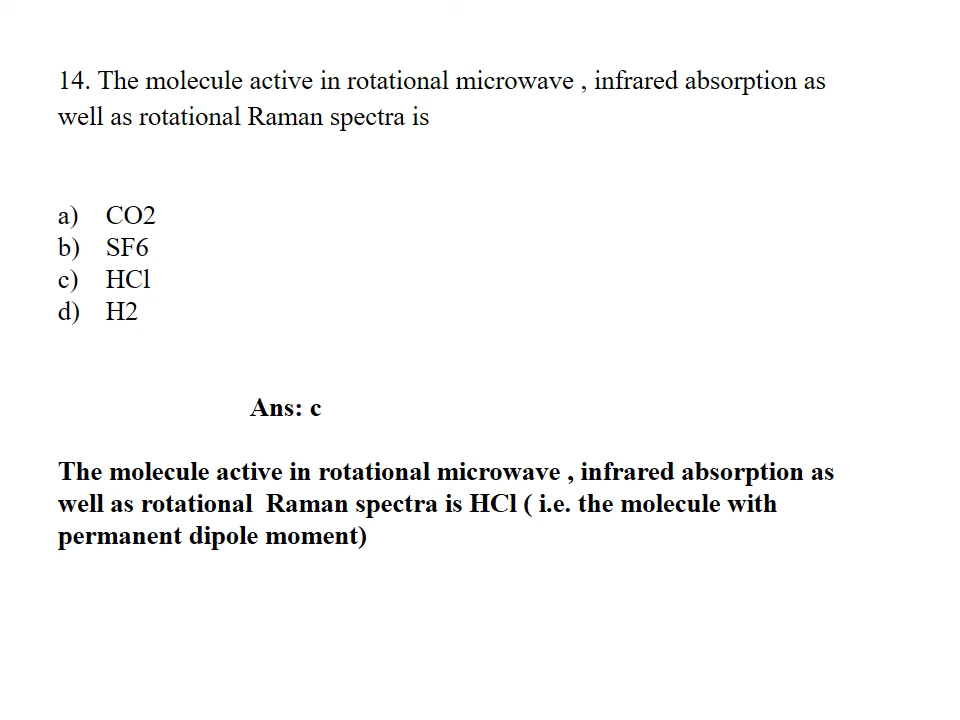 14. The molecule active in rotational microwave , infrared absorption as
well as rotational Raman spectra is
a) CO2
b) SF6
c) HCl
d) H2
Ans: c
The molecule active in rotational microwave , infrared absorption as
well as rotational  Raman spectra is HCl ( i.e. the molecule with
permanent dipole moment)